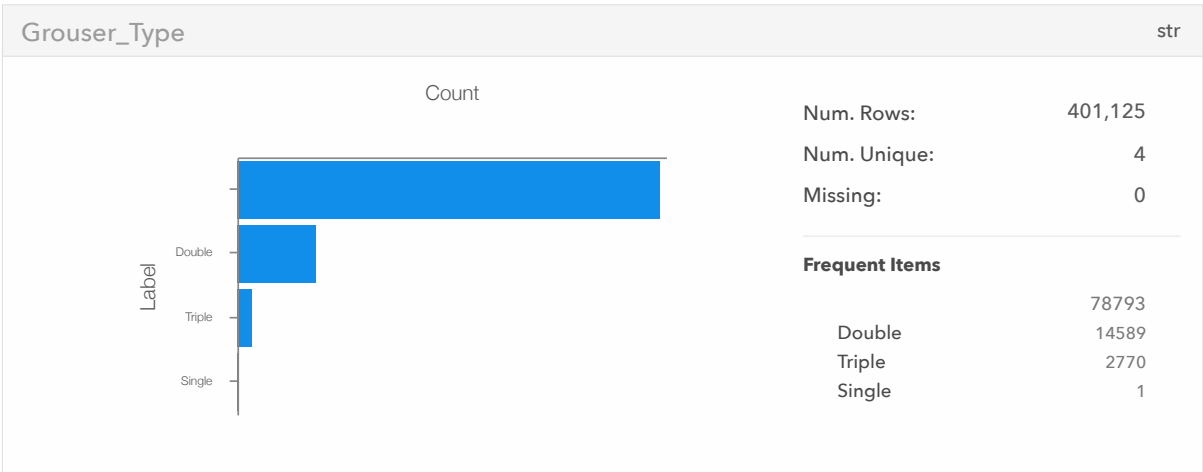 Grouser_Type str
Count
Label
Double
Triple
Single
Num. Rows: 401,125
Num. Unique: 4
Missing: 0
Frequent Items
78793
Double 14589
Triple 2770
Single 1